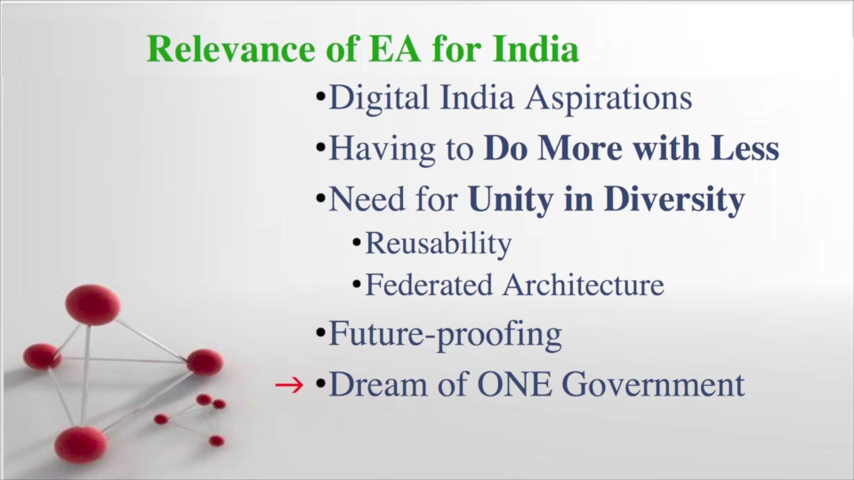 Relevance of EA for India
•Digital India Aspirations
•Having to Do More with Less
•Need for Unity in Diversity
•Reusability
•Federated Architecture
•Future-proofing
→ •Dream of ONE Government